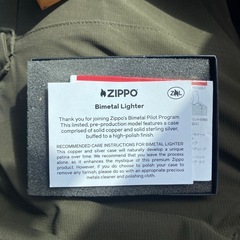 ZIPPO
Bimetal Lighter
Thank you for joining Zippo's Bimetal Pilot Program.
This limited, pre-production model features a case
comprised of solid copper and solid sterling silver,
buffed to a high-polish finish.
RECOMMENDED CARE INSTRUCTIONS FOR BIMETAL LIGHTER
This copper and silver case will naturally develop a unique
patina over time. We recommend that you leave the process
alone, as it enhances the mystique of this premium Zippo
product. However, if you do choose to polish your case to
remove any tarnish, please do so with an appropriate precious
metals cleaner and polishing cloth.